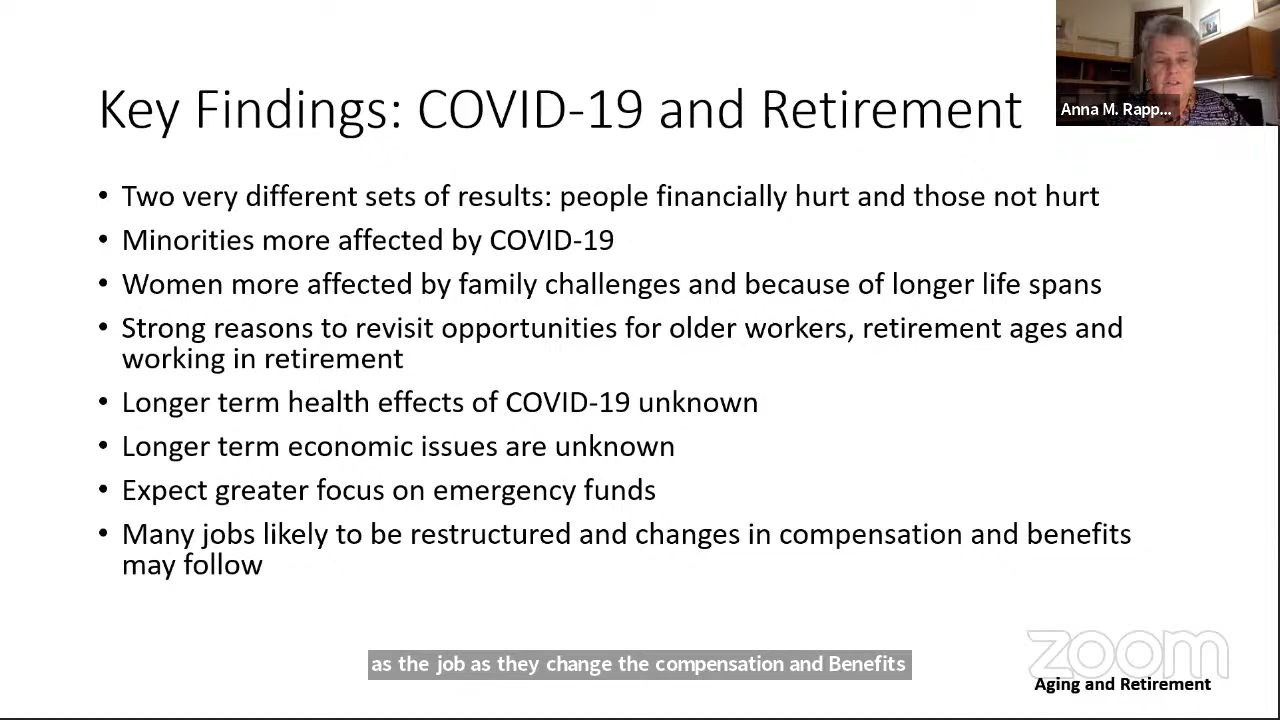 Key Findings: COVID-19 and Retirement
Anna M. Rapp...
• Two very different sets of results: people financially hurt and those not hurt
• Minorities more affected by COVID-19
• Women more affected by family challenges and because of longer life spans
• Strong reasons to revisit opportunities for older workers, retirement ages and
working in retirement
• Longer term health effects of COVID-19 unknown
• Longer term economic issues are unknown
• Expect greater focus on emergency funds
• Many jobs likely to be restructured and changes in compensation and benefits
may follow
as the job as they change the compensation and Benefits
zoom
Aging and Retirement